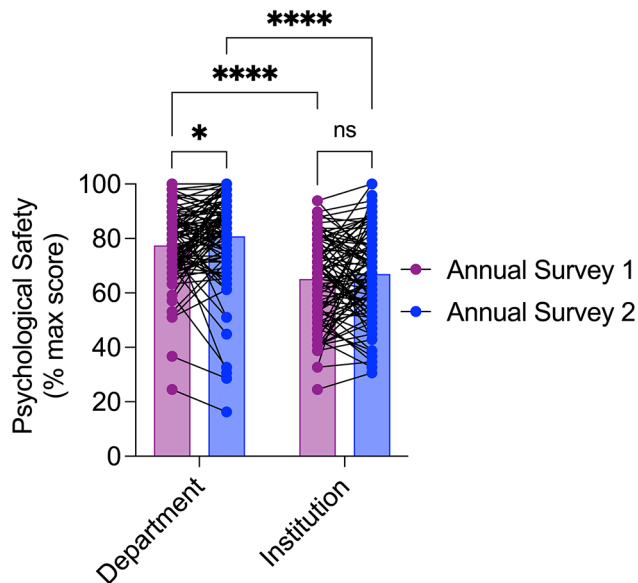 ****
****
*
ns
Psychological Safety
(% max score)
100
80
60
40
20
0
Department
Institution
Annual Survey 1
Annual Survey 2